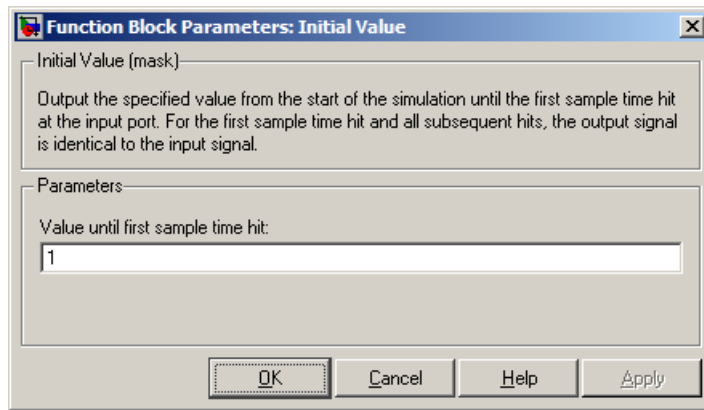 Function Block Parameters: Initial Value
Initial Value (mask)
Output the specified value from the start of the simulation until the first sample time hit
at the input port. For the first sample time hit and all subsequent hits, the output signal
is identical to the input signal.
Parameters
Value until first sample time hit:
1
OK Cancel Help Apply